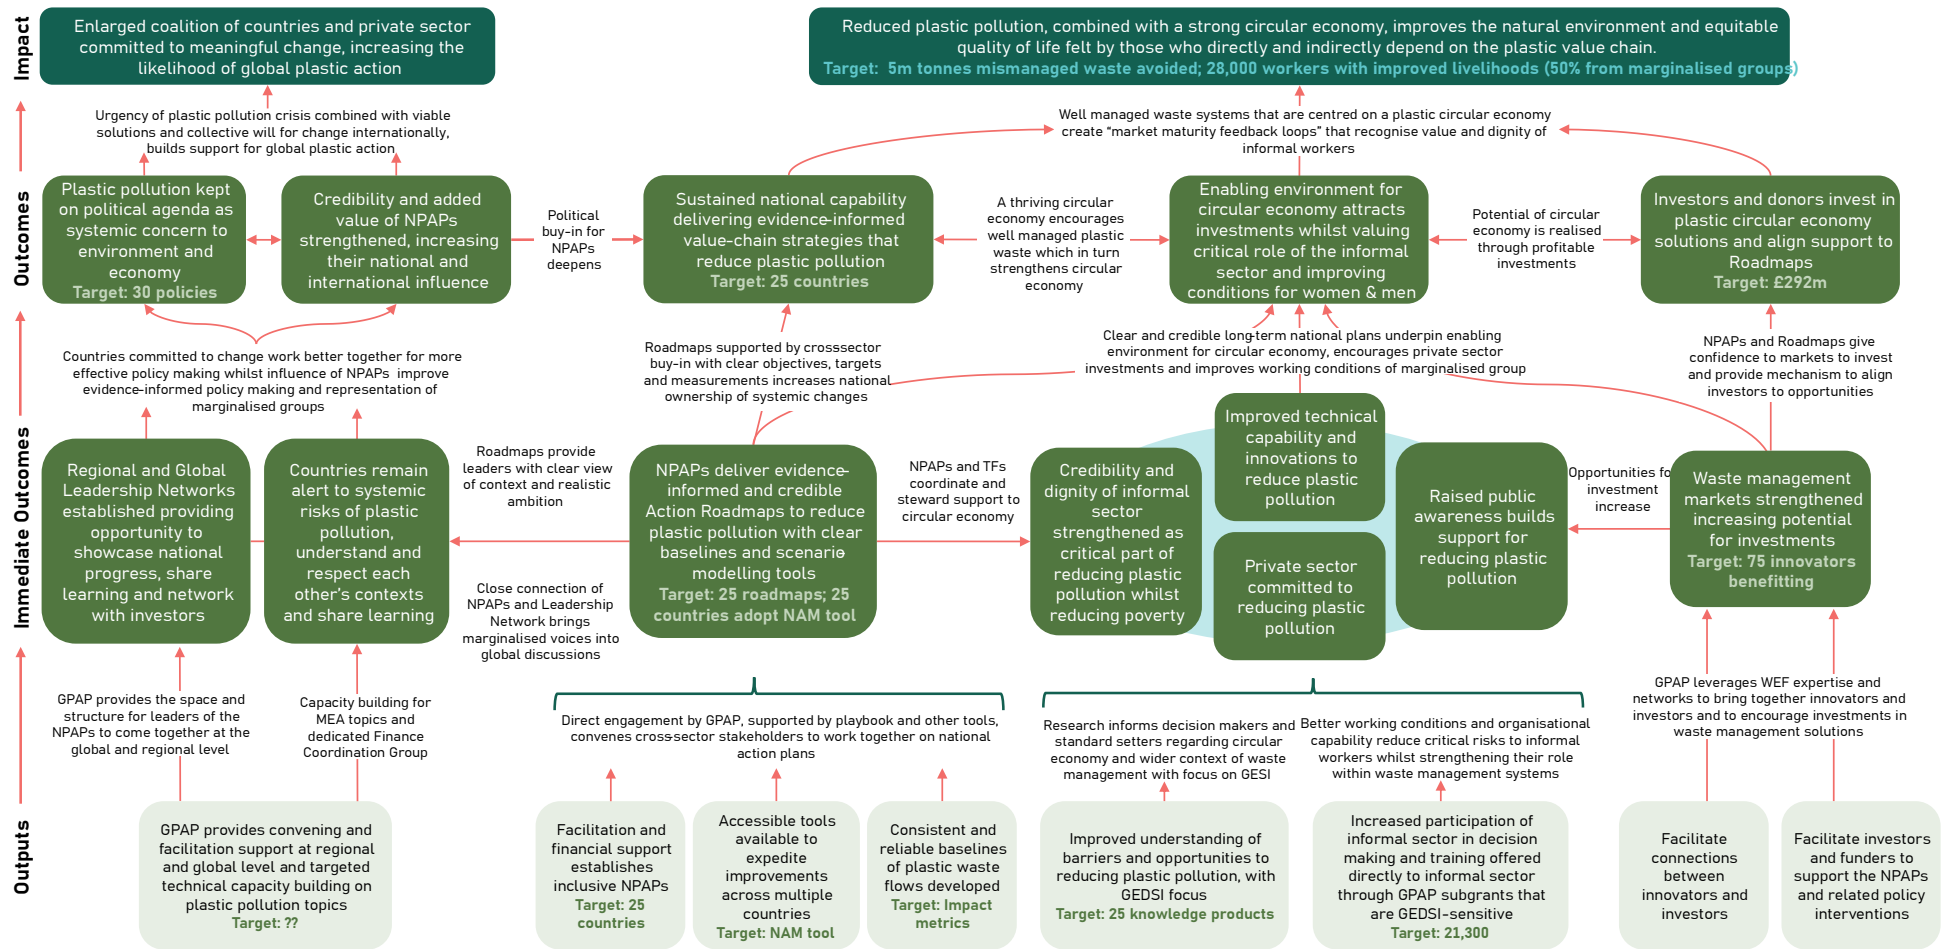 Impact
Enlarged coalition of countries and private sector
committed to meaningful change, increasing the
likelihood of global plastic action
Reduced plastic pollution, combined with a strong circular economy, improves the natural environment and equitable
quality of life felt by those who directly and indirectly depend on the plastic value chain.
Target:  5m tonnes mismanaged waste avoided; 28,000 workers with improved livelihoods (50% from marginalised groups)
Urgency of plastic pollution crisis combined with viable
solutions and collective will for change internationally,
builds support for global plastic action
Well managed waste systems that are centred on a plastic circular economy
create "market maturity feedback loops" that recognise value and dignity of
informal workers
Outcomes
Plastic pollution kept
on political agenda as
systemic concern to
environment and
economy
Target: 30 policies
Credibility and added
value of NPAPs
strengthened, increasing
their national and
international influence
Political
buy-in for
NPAPs
deepens
Sustained national capability
delivering evidence-informed
value-chain strategies that
reduce plastic pollution
Target: 25 countries
A thriving circular
economy encourages
well managed plastic
waste which in turn
strengthens circular
economy
Enabling environment for
circular economy attracts
investments whilst valuing
critical role of the informal
sector and improving
conditions for women & men
Potential of circular
economy is realised
through profitable
investments
Investors and donors invest in
plastic circular economy
solutions and align support to
Roadmaps
Target: £292m
Countries committed to change work better together for more
effective policy making whilst influence of NPAPs  improve
evidence-informed policy making and representation of
marginalised groups
Roadmaps supported by crosssector
buy-in with clear objectives, targets
and measurements increases national
ownership of systemic changes
Clear and credible long-term national plans underpin enabling
environment for circular economy, encourages private sector
investments and improves working conditions of marginalised group
NPAPs and Roadmaps give
confidence to markets to invest
and provide mechanism to align
investors to opportunities
Immediate Outcomes
Regional and Global
Leadership Networks
established providing
opportunity to
showcase national
progress, share
learning and network
with investors
Countries remain
alert to systemic
risks of plastic
pollution,
understand and
respect each
other's contexts
and share learning
Roadmaps provide
leaders with clear view
of context and realistic
ambition
Close connection of
NPAPs and Leadership
Network brings
marginalised voices into
global discussions
NPAPs deliver evidence-
informed and credible
Action Roadmaps to reduce
plastic pollution with clear
baselines and scenario
modelling tools
Target: 25 roadmaps; 25
countries adopt NAM tool
NPAPs and TFs
coordinate and
steward support to
circular economy
Credibility and
dignity of informal
sector
strengthened as
critical part of
reducing plastic
pollution whilst
reducing poverty
Improved technical
capability and
innovations to
reduce plastic
pollution
Private sector
committed to
reducing plastic
pollution
Raised public
awareness builds
support for
reducing plastic
pollution
Opportunities fo
investment
increase
Waste management
markets strengthened
increasing potential
for investments
Target: 75 innovators
benefitting
GPAP provides the space and
structure for leaders of the
NPAPs to come together at the
global and regional level
Capacity building for
MEA topics and
dedicated Finance
Coordination Group
Direct engagement by GPAP, supported by playbook and other tools,
convenes cross-sector stakeholders to work together on national
action plans
Research informs decision makers and
standard setters regarding circular
economy and wider context of waste
management with focus on GESI
Better working conditions and organisational
capability reduce critical risks to informal
workers whilst strengthening their role
within waste management systems
GPAP leverages WEF expertise and
networks to bring together innovators and
investors and to encourage investments in
waste management solutions
Outputs
GPAP provides convening and
facilitation support at regional
and global level and targeted
technical capacity building on
plastic pollution topics
Target: ??
Facilitation and
financial support
establishes
inclusive NPAPs
Target: 25
countries
Accessible tools
available to
expedite
improvements
across multiple
countries
Target: NAM tool
Consistent and
reliable baselines
of plastic waste
flows developed
Target: Impact
metrics
Improved understanding of
barriers and opportunities to
reducing plastic pollution, with
GEDSI focus
Target: 25 knowledge products
Increased participation of
informal sector in decision
making and training offered
directly to informal sector
through GPAP subgrants that
are GEDSI-sensitive
Target: 21,300
Facilitate
connections
between
innovators and
investors
Facilitate investors
and funders to
support the NPAPs
and related policy
interventions